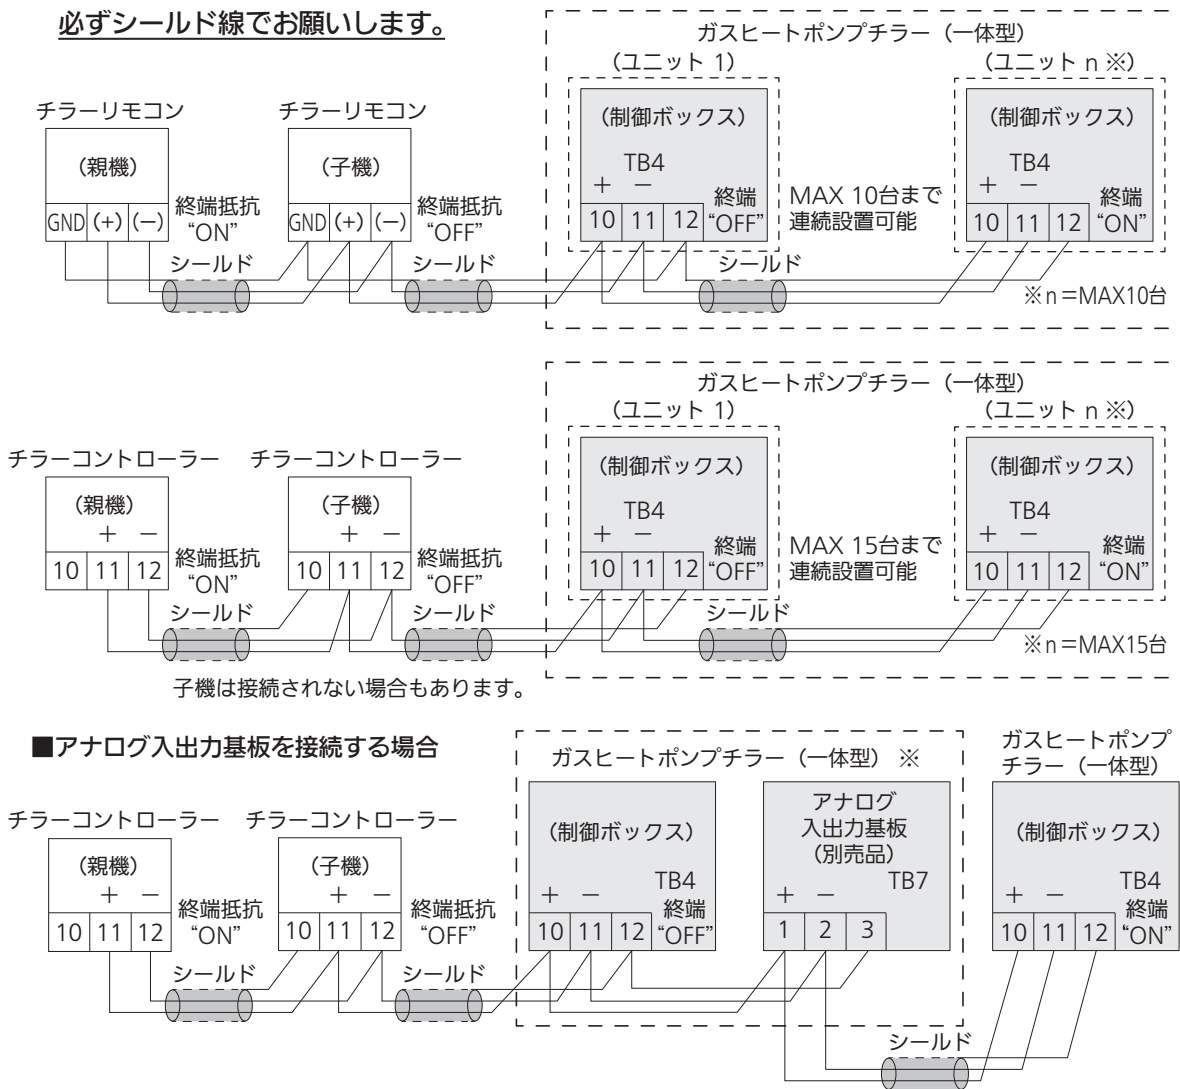 必ずシールド線でお願いします。
ガスヒートポンプチラー（一体型）
（ユニット 1）
（ユニット n ※）
チラーリモコン
チラーリモコン
（親機）
（子機）
（制御ボックス）
（制御ボックス）
TB4
TB4
＋ －
＋ －
GND (＋) (－)
終端抵抗
“ON”
GND (＋) (－)
終端抵抗
“OFF”
10 11 12
終端
“OFF”
MAX 10台まで
連続設置可能
10 11 12
終端
“ON”
シールド
シールド
シールド
※n＝MAX10台
ガスヒートポンプチラー（一体型）
（ユニット 1）
（ユニット n ※）
チラーコントローラー
チラーコントローラー
（親機）
＋ －
（子機）
＋ －
（制御ボックス）
（制御ボックス）
TB4
TB4
＋ －
＋ －
10 11 12
終端抵抗
“ON”
10 11 12
終端抵抗
“OFF”
10 11 12
終端
“OFF”
MAX 15台まで
連続設置可能
10 11 12
終端
“ON”
シールド
シールド
シールド
※n＝MAX15台
子機は接続されない場合もあります。
■アナログ入出力基板を接続する場合
ガスヒートポンプチラー（一体型）※
ガスヒートポンプ
チラー（一体型）
チラーコントローラー
チラーコントローラー
（親機）
＋ －
（子機）
＋ －
（制御ボックス）
アナログ
入出力基板
（別売品）
（制御ボックス）
TB4
TB7
TB4
＋ －
＋ －
＋ －
10 11 12
終端抵抗
“ON”
10 11 12
終端抵抗
“OFF”
10 11 12
終端
“OFF”
1 2 3
10 11 12
終端
“ON”
シールド
シールド
シールド